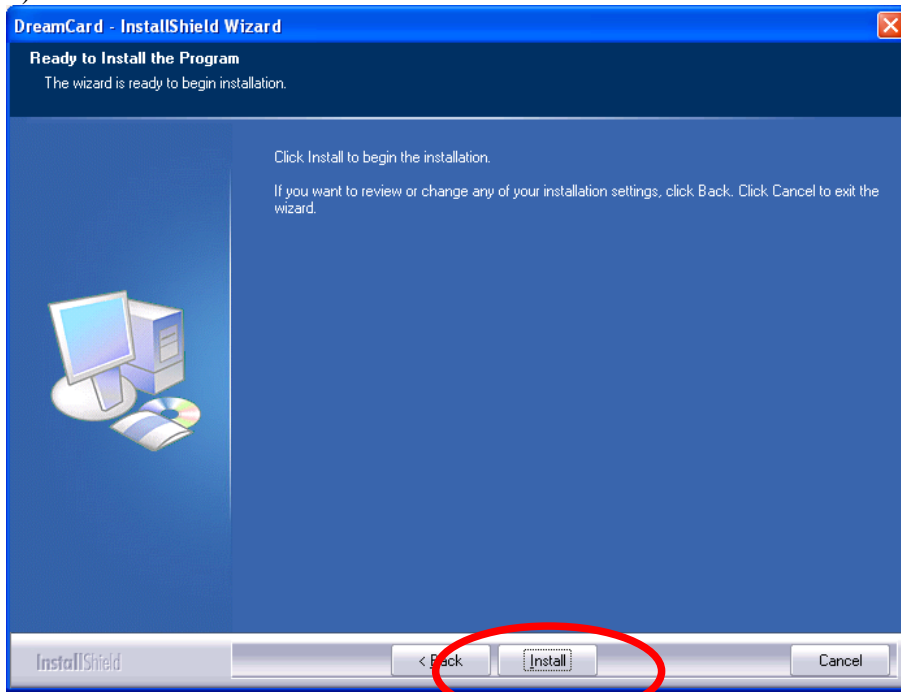 DreamCard - InstallShield Wizard
Ready to Install the Program
The wizard is ready to begin installation.
Click Install to begin the installation.
If you want to review or change any of your installation settings, click Back. Click Cancel to exit the
wizard.
InstallShield
< Back
Install
Cancel